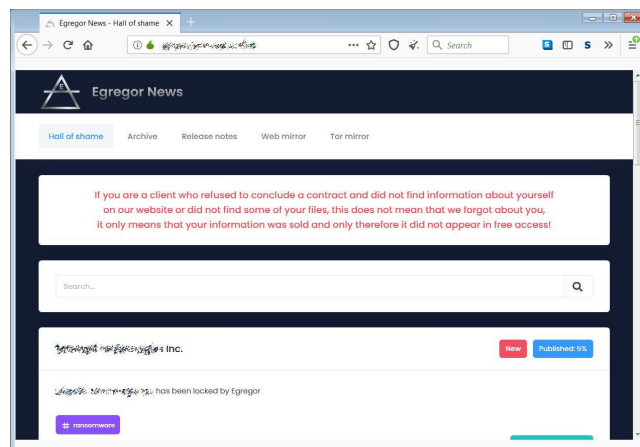 Egregor News - Hall of shame
... Search S S
E
Egregor News
Hall of shame Archive Release notes Web mirror Tor mirror
If you are a client who refused to conclude a contract and did not find information about yourself
on our website or did not find some of your files, this does not mean that we forgot about you,
it only means that your information was sold and only therefore it did not appear in free access!
Search...
Inc. New Published: 5%
has been locked by Egregor
# ransomware